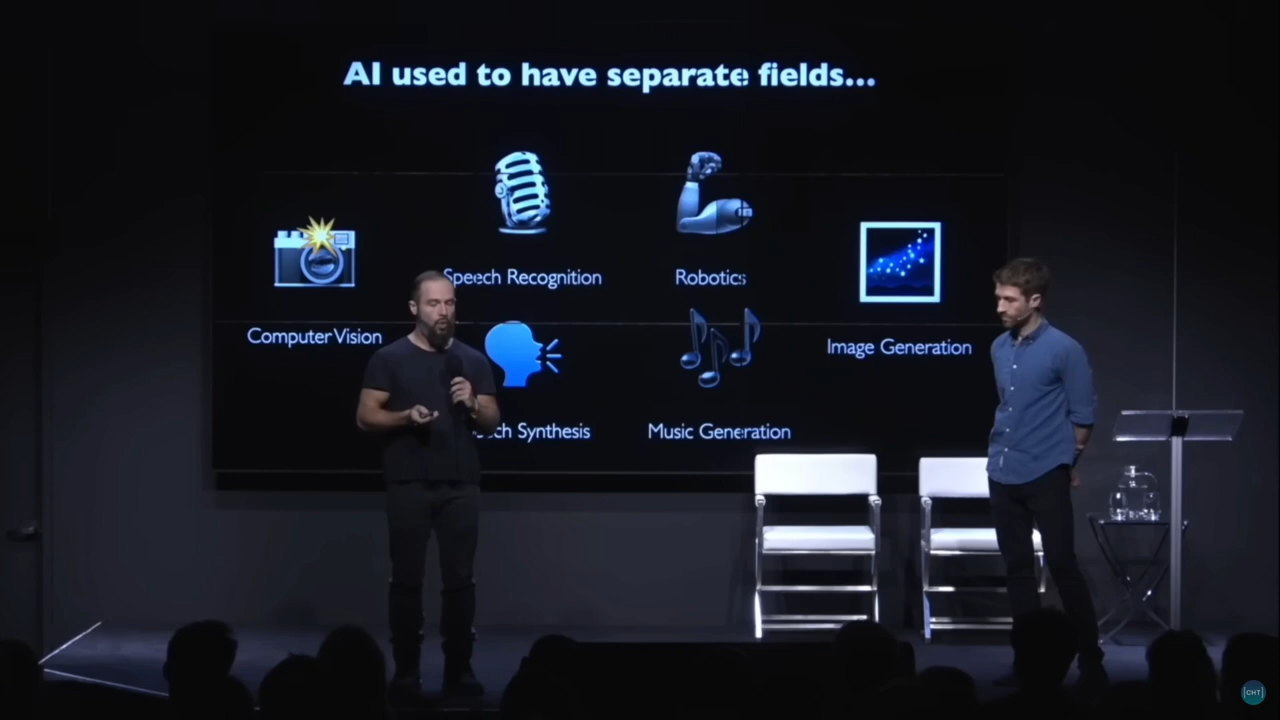 AI used to have separate fields...
Speech Recognition
Robotics
Computer Vision
Image Generation
Synthesis
Music Generation
[CHT]